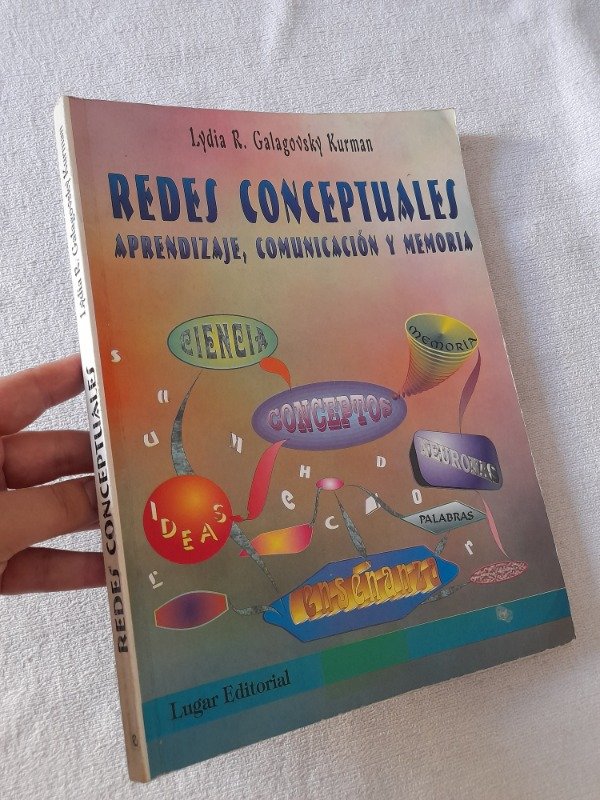 Lydia R. Galagovsky Kurman
REDES CONCEPTUALES
APRENDIZAJE, COMUNICACIÓN Y MEMORIA
CIENCIA
MEMORIA
CONCEPTOS
NEURONAS
IDEAS
PALABRAS
enseñanza
Lugar Editorial
Lydia R. Galagovsky Kurman
REDES CONCEPTUALES